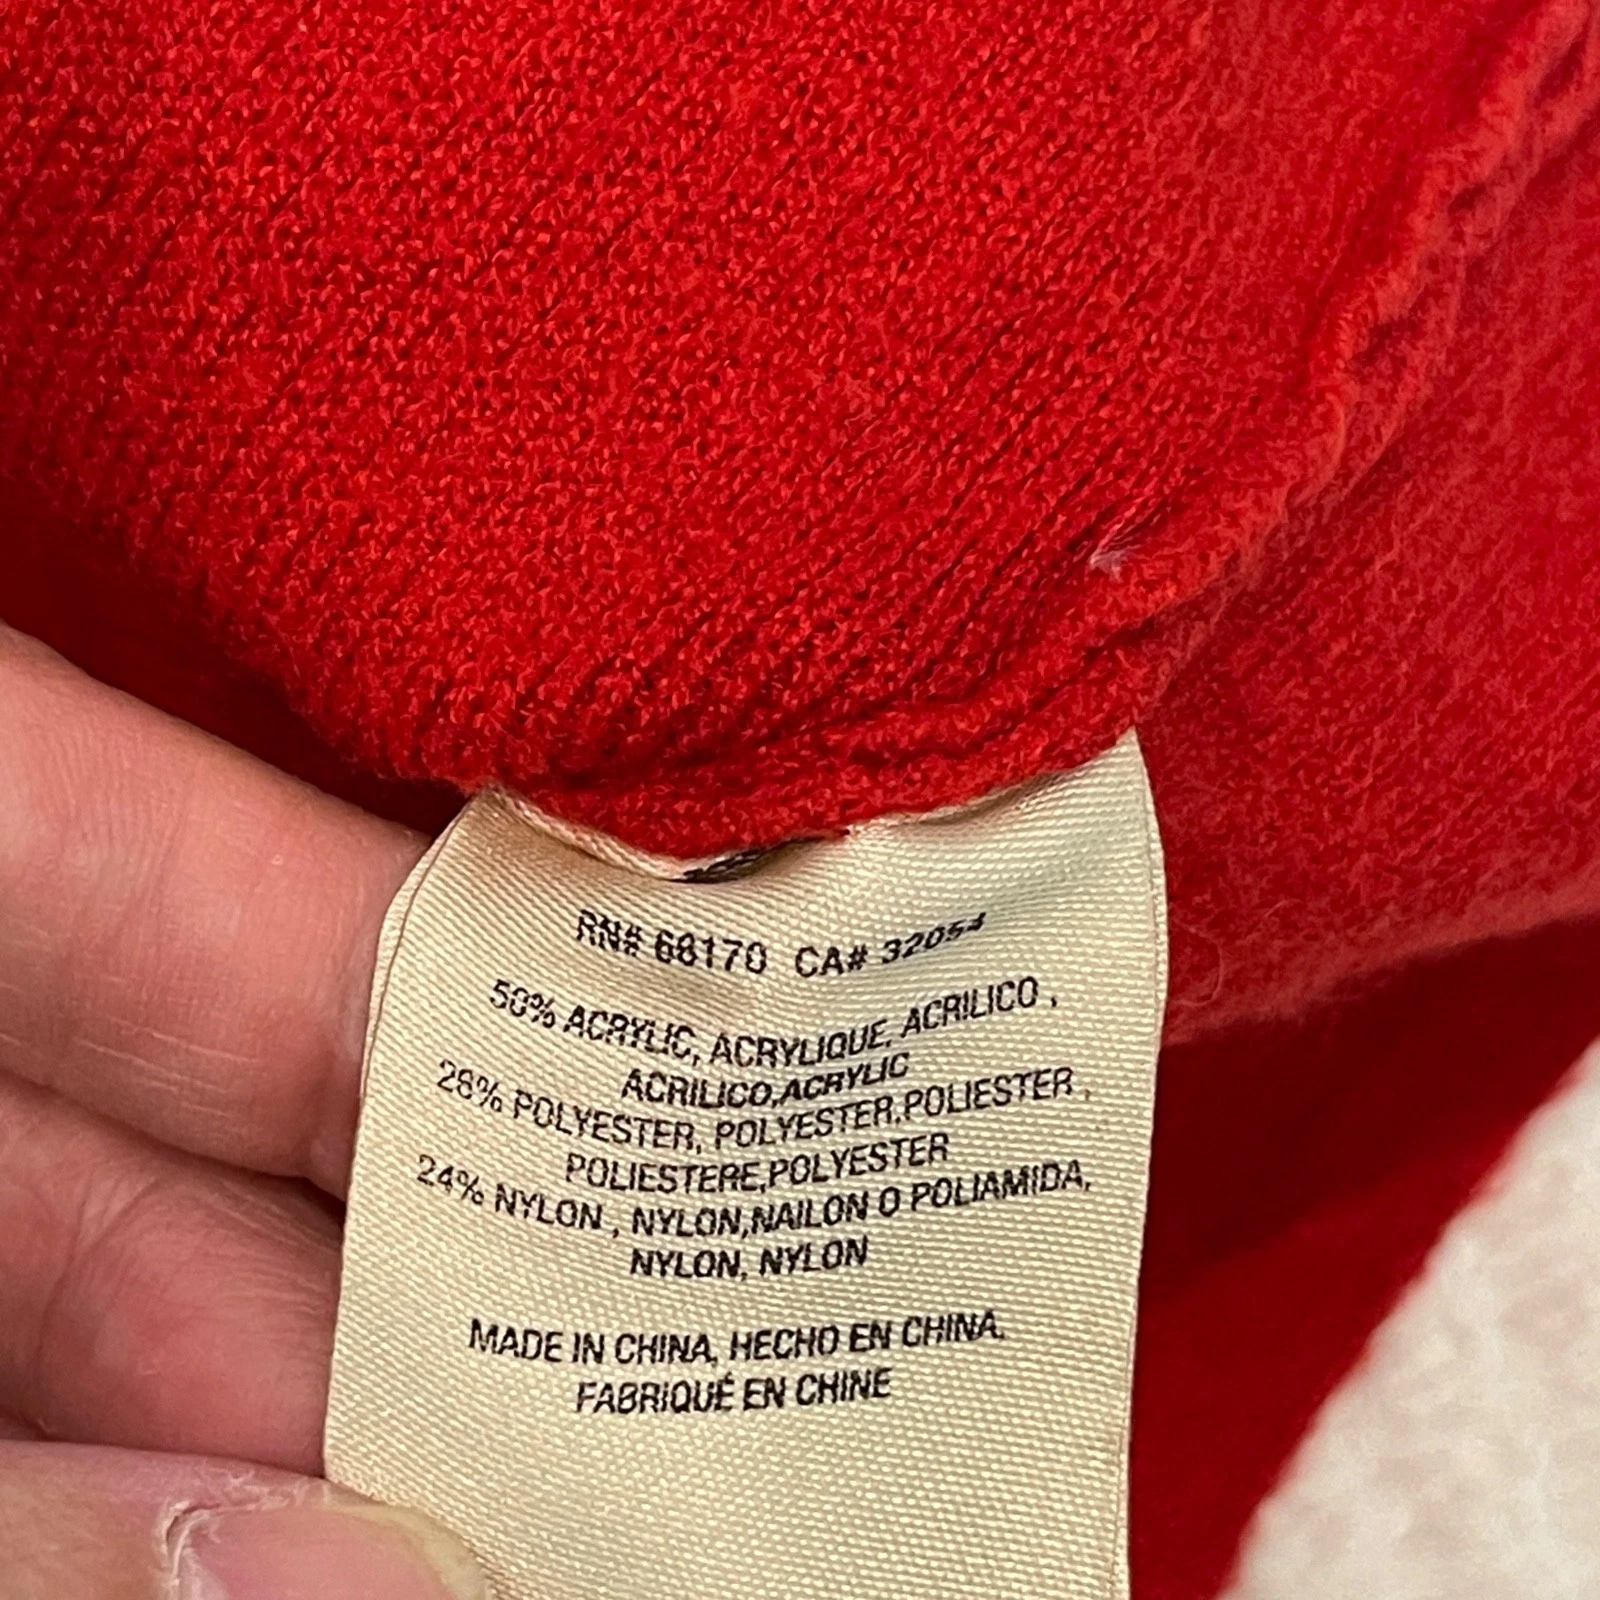 RN# 68170 CA# 32054
50% ACRYLIC, ACRYLIQUE, ACRILICO ,
ACRILICO,ACRYLIC
26% POLYESTER, POLYESTER,POLIESTER ,
POLIESTERE,POLYESTER
24% NYLON , NYLON,NAILON O POLIAMIDA,
NYLON, NYLON
MADE IN CHINA, HECHO EN CHINA,
FABRIQUÉ EN CHINE